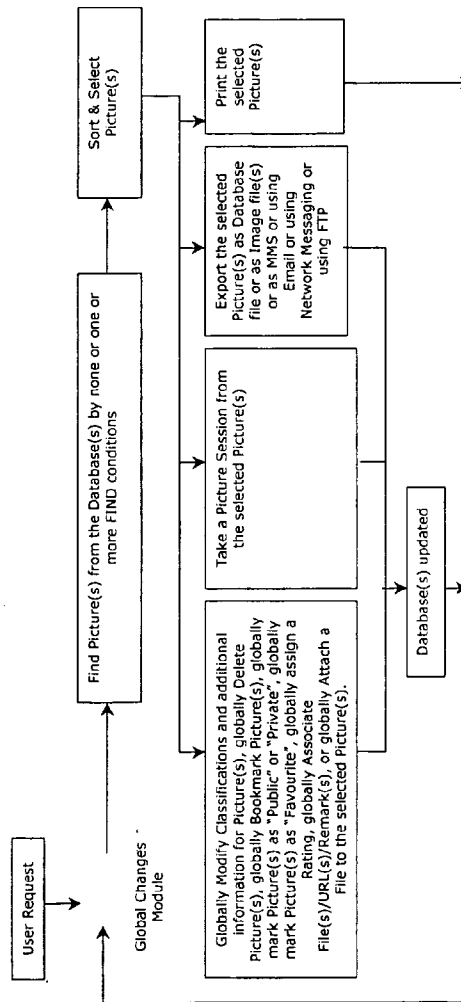 User Request
Global Changes
Module
Find Picture(s) from the Database(s) by none or one or
more FIND conditions
Sort & Select
Picture(s)
Globally Modify Classifications and additional
information for Picture(s), globally Delete
Picture(s), globally Bookmark Picture(s), globally
mark Picture(s) as "Public" or "Private", globally
mark Picture(s) as "Favourite", globally assign a
Rating, globally Associate
File(s)/URL(s)/Remark(s), or globally Attach a
File to the selected Picture(s).
Take a Picture Session from
the selected Picture(s)
Export the selected
Picture(s) as Database
file or as Image file(s)
or as MMS or using
Email or using
Network Messaging or
using FTP
Print the
selected
Picture(s)
Database(s) updated